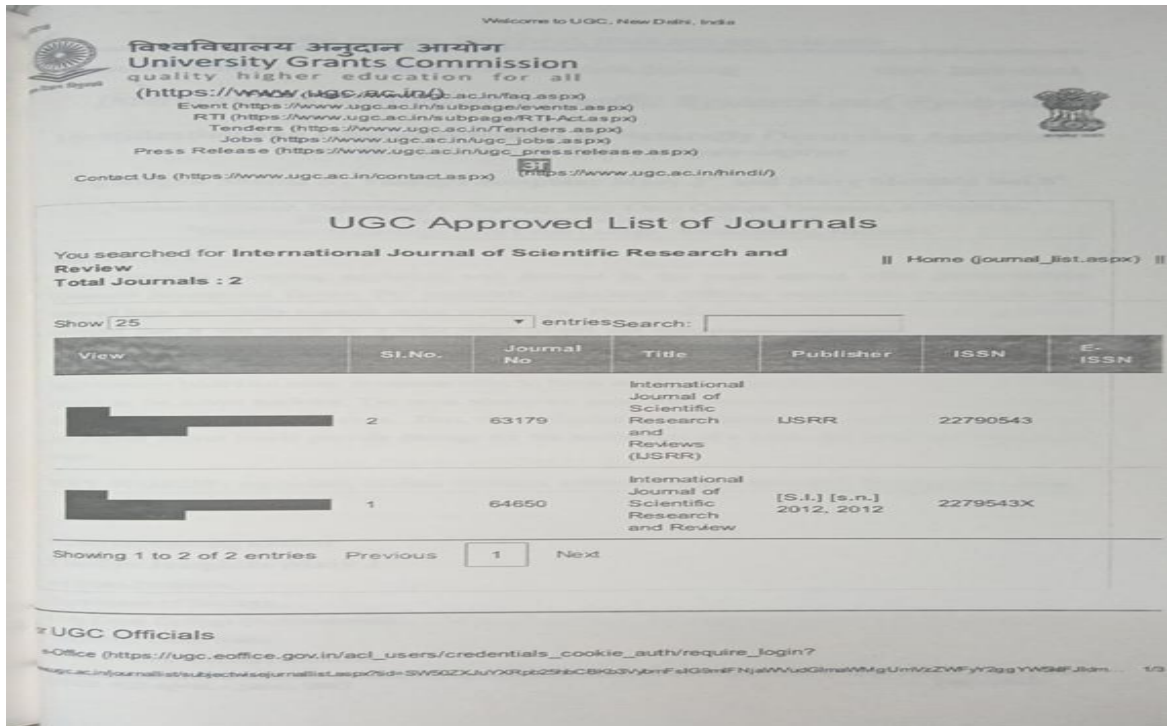 Welcome to UGC, New Delhi, India
विश्वविद्यालय अनुदान आयोग
University Grants Commission
quality higher education for all
(https://www.ugc.ac.in/)
ac.in/faq.aspx)
Event (https://www.ugc.ac.in/subpage/events.aspx)
RTI (https://www.ugc.ac.in/subpage/RTI-Act.aspx)
Tenders (https://www.ugc.ac.in/Tenders.aspx)
Jobs (https://www.ugc.ac.in/ugc_jobs.aspx)
Press Release (https://www.ugc.ac.in/ugc_pressrelease.aspx)
अ
Contact Us (https://www.ugc.ac.in/contact.aspx) (https://www.ugc.ac.in/hindi/)
UGC Approved List of Journals
You searched for International Journal of Scientific Research and
Review
Total Journals : 2
|| Home (journal_list.aspx) ||
Show 25 entries Search:
View Sl.No. Journal No Title Publisher ISSN E-ISSN
2 63179
International
Journal of
Scientific
Research
and
Reviews
(IJSRR)
IJSRR 22790543
1 64650
International
Journal of
Scientific
Research
and Review
[S.l.] [s.n.]
2012, 2012
2279543X
Showing 1 to 2 of 2 entries Previous 1 Next
UGC Officials
Office (https://ugc.eoffice.gov.in/acl_users/credentials_cookie_auth/require_login?
1/3